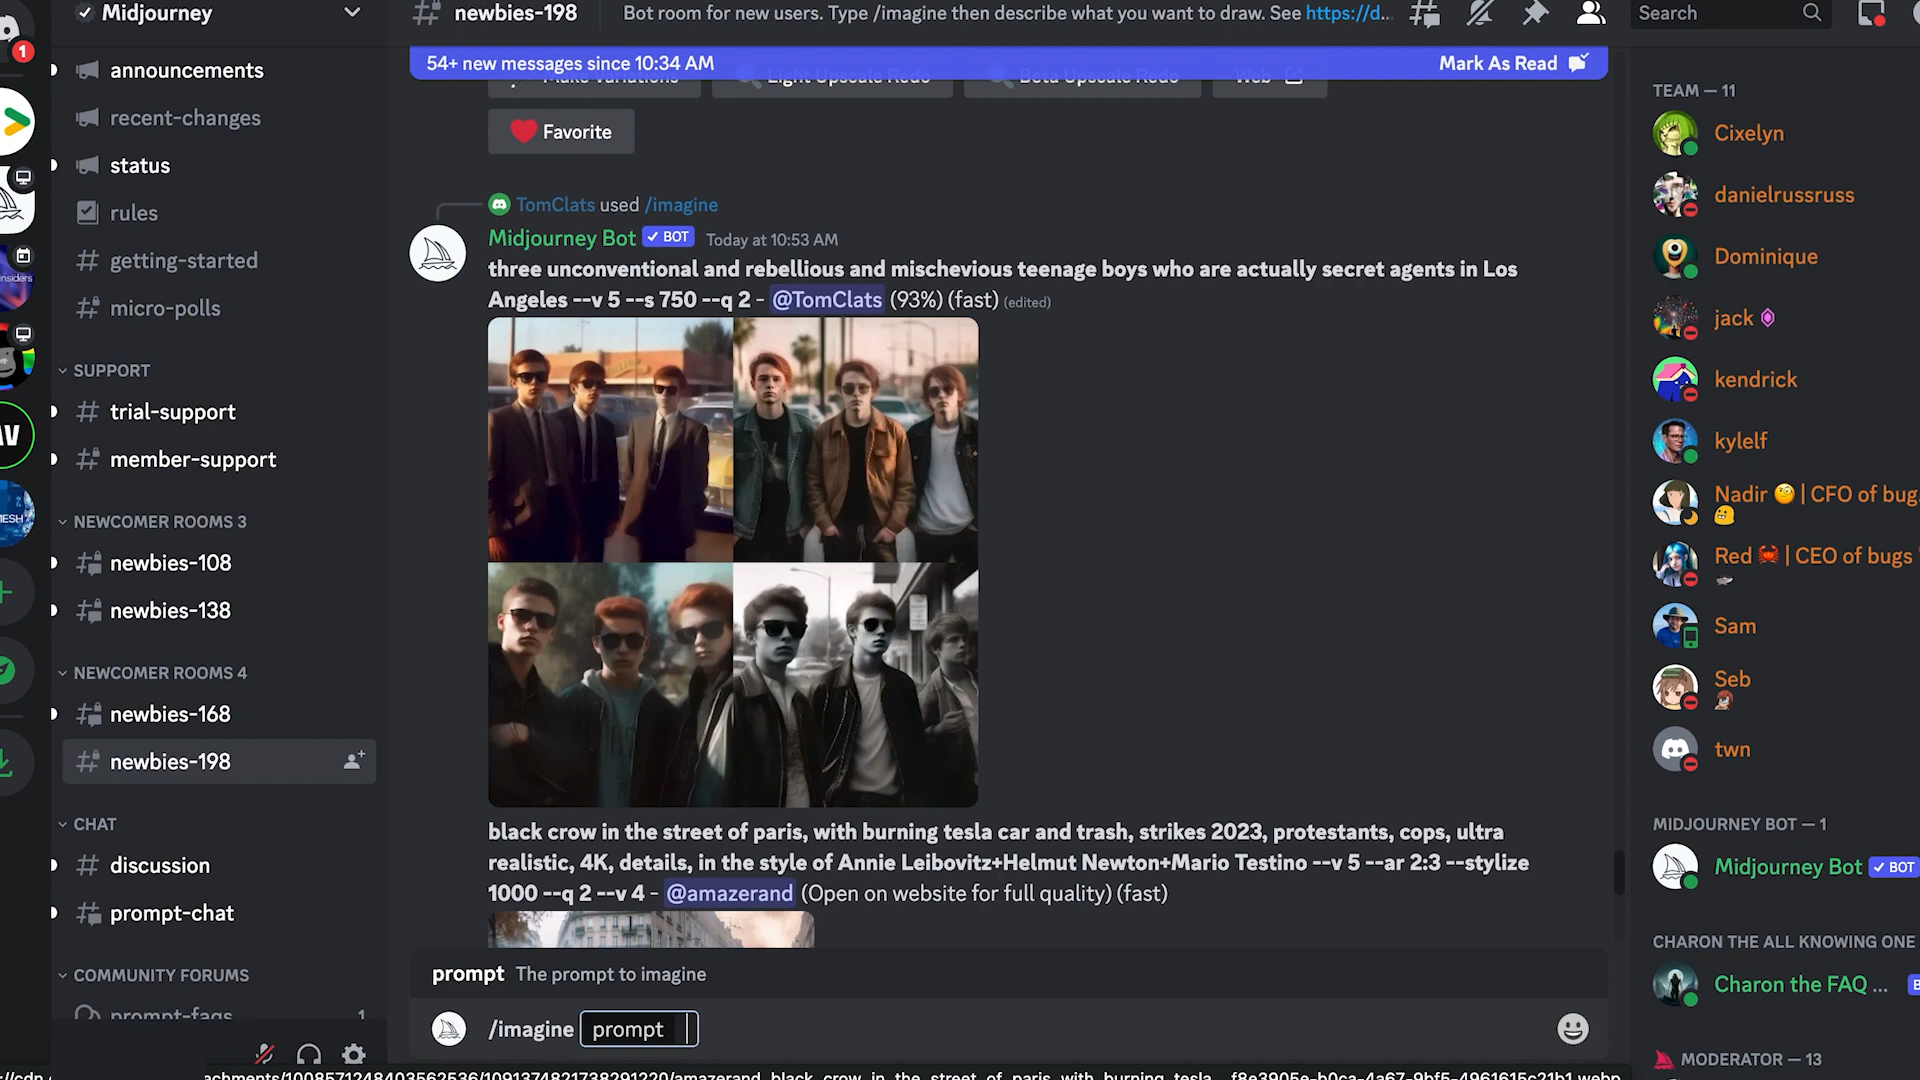 1
Midjourney
announcements
recent-changes
status
rules
getting-started
micro-polls
SUPPORT
trial-support
member-support
NEWCOMER ROOMS 3
newbies-108
newbies-138
NEWCOMER ROOMS 4
newbies-168
newbies-198
CHAT
discussion
prompt-chat
COMMUNITY FORUMS
prompt-faqs 1
newbies-198 Bot room for new users. Type /imagine then describe what you want to draw. See https://d...
54+ new messages since 10:34 AM Mark As Read
Make Variations Light Upscale Redo Beta Upscale Redo Web
Favorite
TomClats used /imagine
Midjourney Bot BOT Today at 10:53 AM
three unconventional and rebellious and mischevious teenage boys who are actually secret agents in Los
Angeles --v 5 --s 750 --q 2 - @TomClats (93%) (fast) (edited)
black crow in the street of paris, with burning tesla car and trash, strikes 2023, protestants, cops, ultra
realistic, 4K, details, in the style of Annie Leibovitz+Helmut Newton+Mario Testino --v 5 --ar 2:3 --stylize
1000 --q 2 --v 4 - @amazerand (Open on website for full quality) (fast)
prompt The prompt to imagine
/imagine prompt
Search
TEAM — 11
Cixelyn
danielrussruss
Dominique
jack
kendrick
kylelf
Nadir 🧐 | CFO of bug
Red 🦀 | CEO of bugs
Sam
Seb
twn
MIDJOURNEY BOT — 1
Midjourney Bot BOT
CHARON THE ALL KNOWING ONE
Charon the FAQ ...
MODERATOR — 13